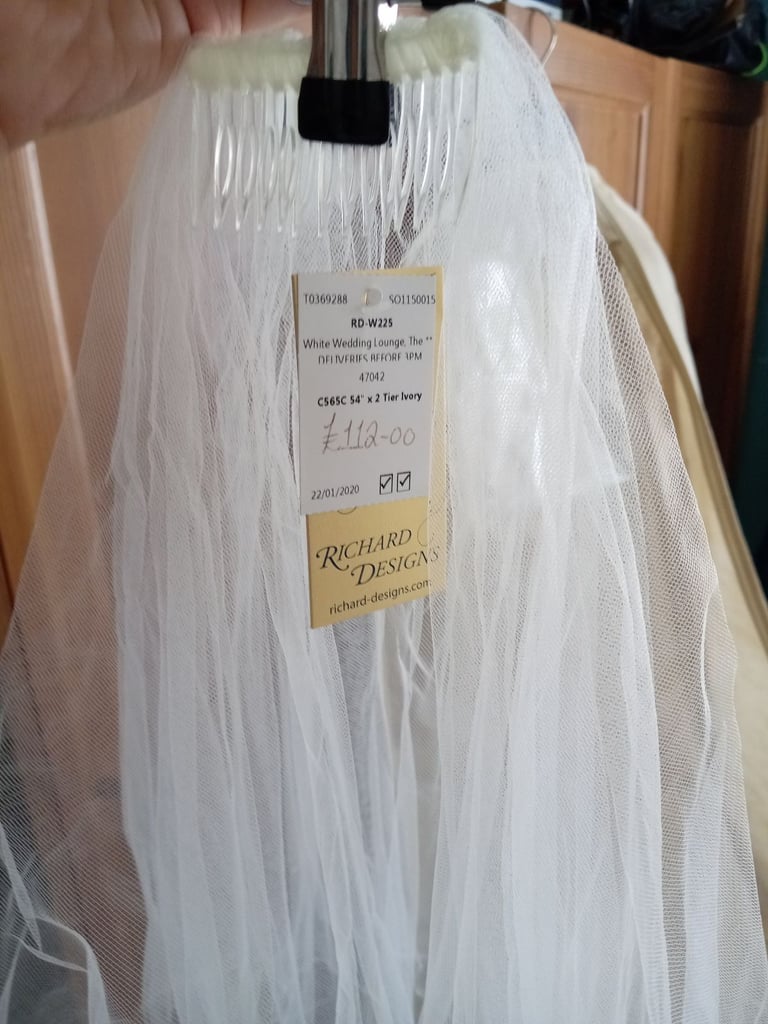 T0369288 SO1150015
RD-W225
White Wedding Lounge, The **
DELIVERIES BEFORE 3PM
47042
C565C 54" x 2 Tier Ivory
£112-00
22/01/2020
RICHARD
DESIGNS
richard-designs.com